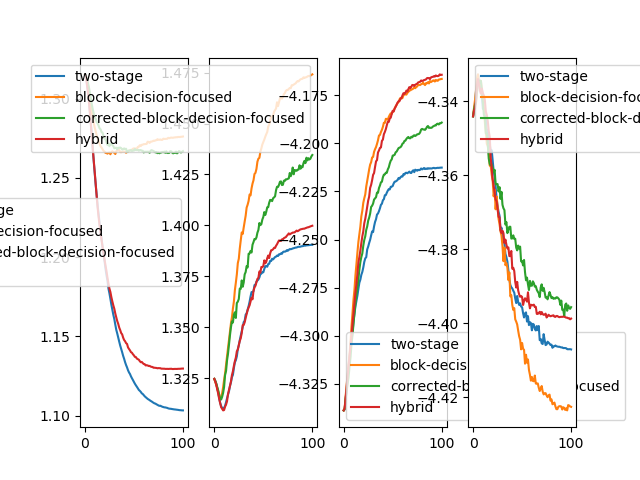 two-stage
block-decision-focused
corrected-block-decision-focused
hybrid
1.30
1.25
1.20
1.15
1.10
0 100
ge
ecision-focused
ed-block-decision-focused
1.475
1.450
1.425
1.400
1.375
1.350
1.325
0 100
−4.175
−4.200
−4.225
−4.250
−4.275
−4.300
−4.325
0 100
two-stage
block-decis
corrected-b ocused
hybrid
−4.34
−4.36
−4.38
−4.40
−4.42
0 100
two-stage
block-decision-fo
corrected-block-d
hybrid